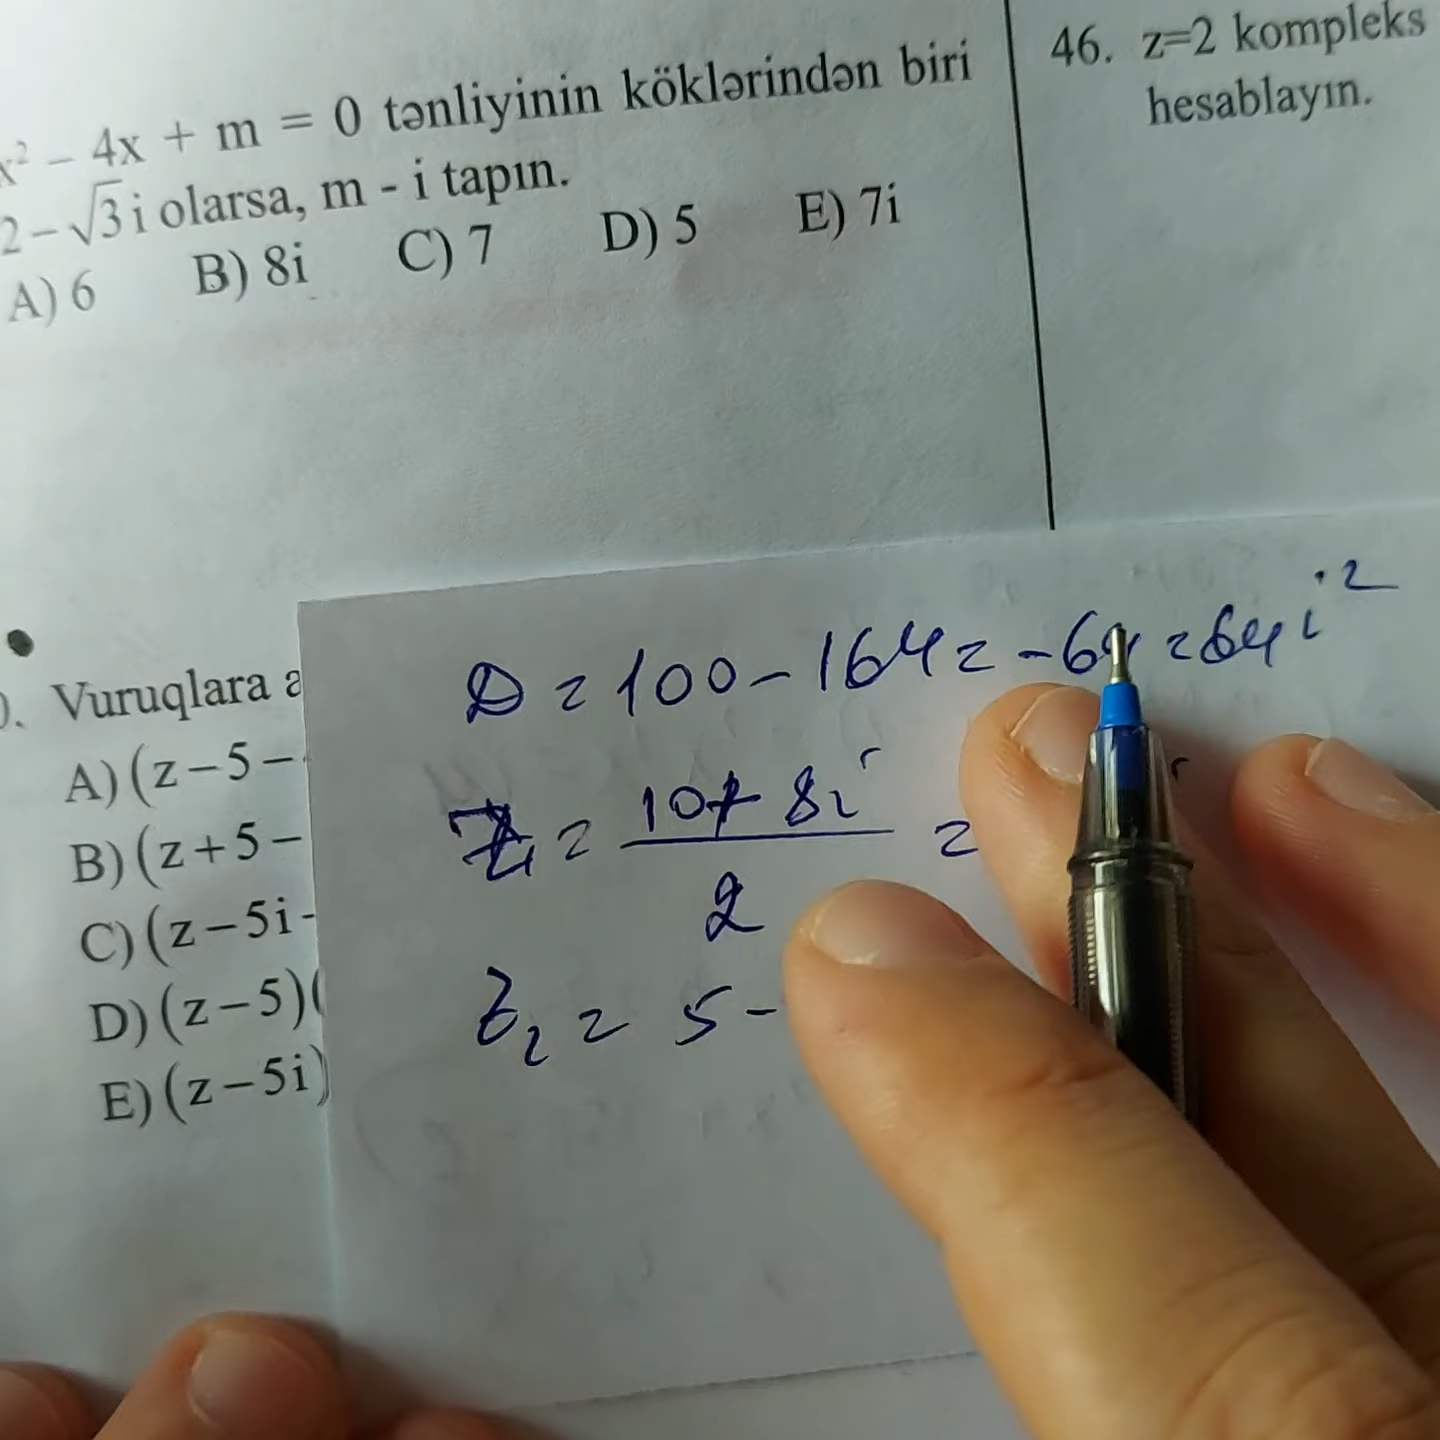 x² – 4x + m = 0 tənliyinin köklərindən biri
2 – √3 i olarsa, m - i tapın.
A) 6 B) 8i C) 7 D) 5 E) 7i
46. z=2 kompleks
hesablayın.
). Vuruqlara a
A) (z – 5 –
B) (z + 5 –
C) (z – 5i -
D) (z – 5)(
E) (z – 5i)
D = 100 - 164 = -64 = 64i²
z₁ = 10 + 8i / 2 =
z₂ = 5 -